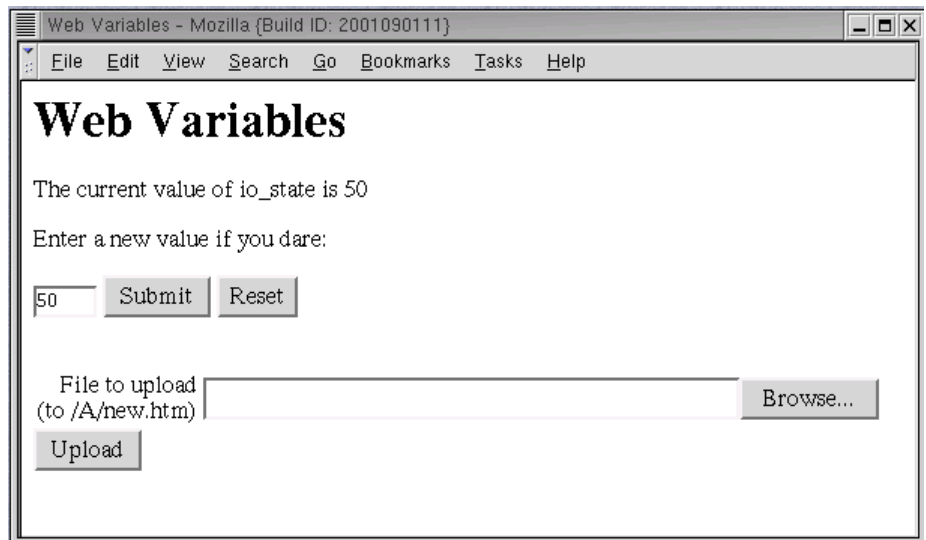 Web Variables - Mozilla {Build ID: 2001090111}
File Edit View Search Go Bookmarks Tasks Help
Web Variables
The current value of io_state is 50
Enter a new value if you dare:
50 Submit Reset
File to upload
(to /A/new.htm) Browse...
Upload